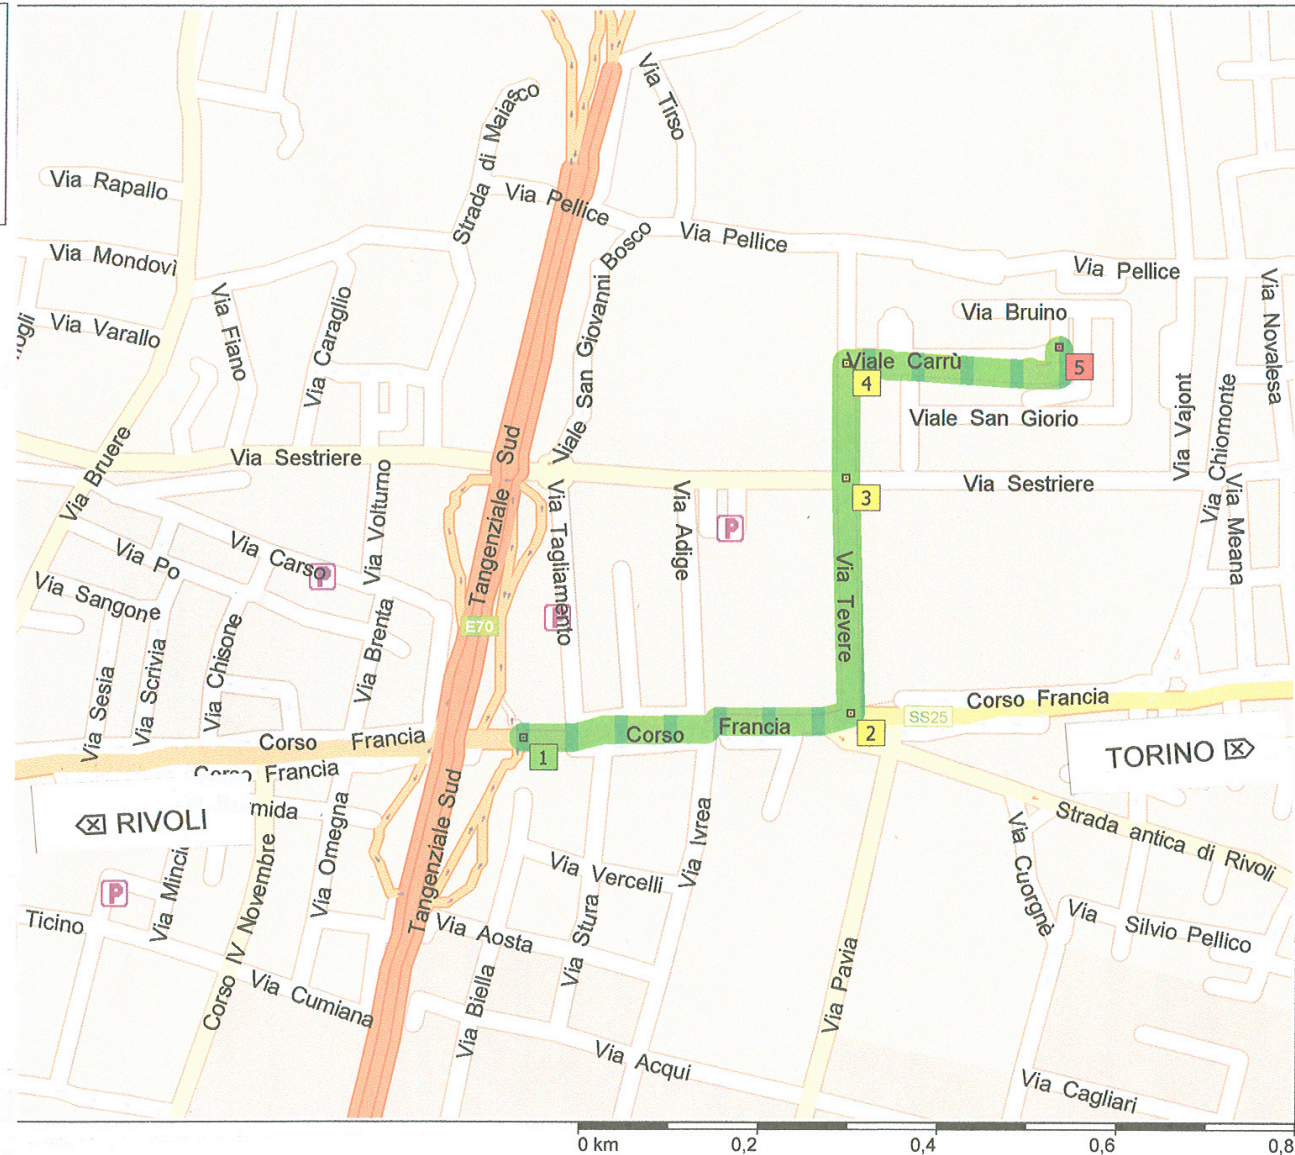 Via Tirso
Strada di Maiasco
Via Rapallo
Via Pellice
Via Pellice
Via Mondovì
Via Pellice
Viale San Giovanni Bosco
Via Novalesa
Via Fiano
Via Caraglio
Via Bruino
Via Varallo
Viale Carrù
5
4
Viale San Giorio
Via Vajont
Via Chiomonte
Via Bruere
Via Sestriere
Tangenziale Sud
Via Sestriere
3
Via Volturno
Via Tagliamento
Via Adige
P
Via Meana
Via Po
Via Carso
P
Via Sangone
P
E70
Via Tevere
Via Brenta
Via Chisone
Via Scrivia
Via Sesia
Corso Francia
SS25
Corso Francia
Corso Francia
1
2
TORINO
Corso Francia
RIVOLI
Via Omegna
Tangenziale Sud
Via Ivrea
Via Cuorgnè
Strada antica di Rivoli
Via Vercelli
P
Corso IV Novembre
Ticino
Via Aosta
Via Stura
Via Silvio Pellico
Via Cumiana
Via Biella
Via Pavia
Via Acqui
Via Cagliari
0 km 0,2 0,4 0,6 0,8